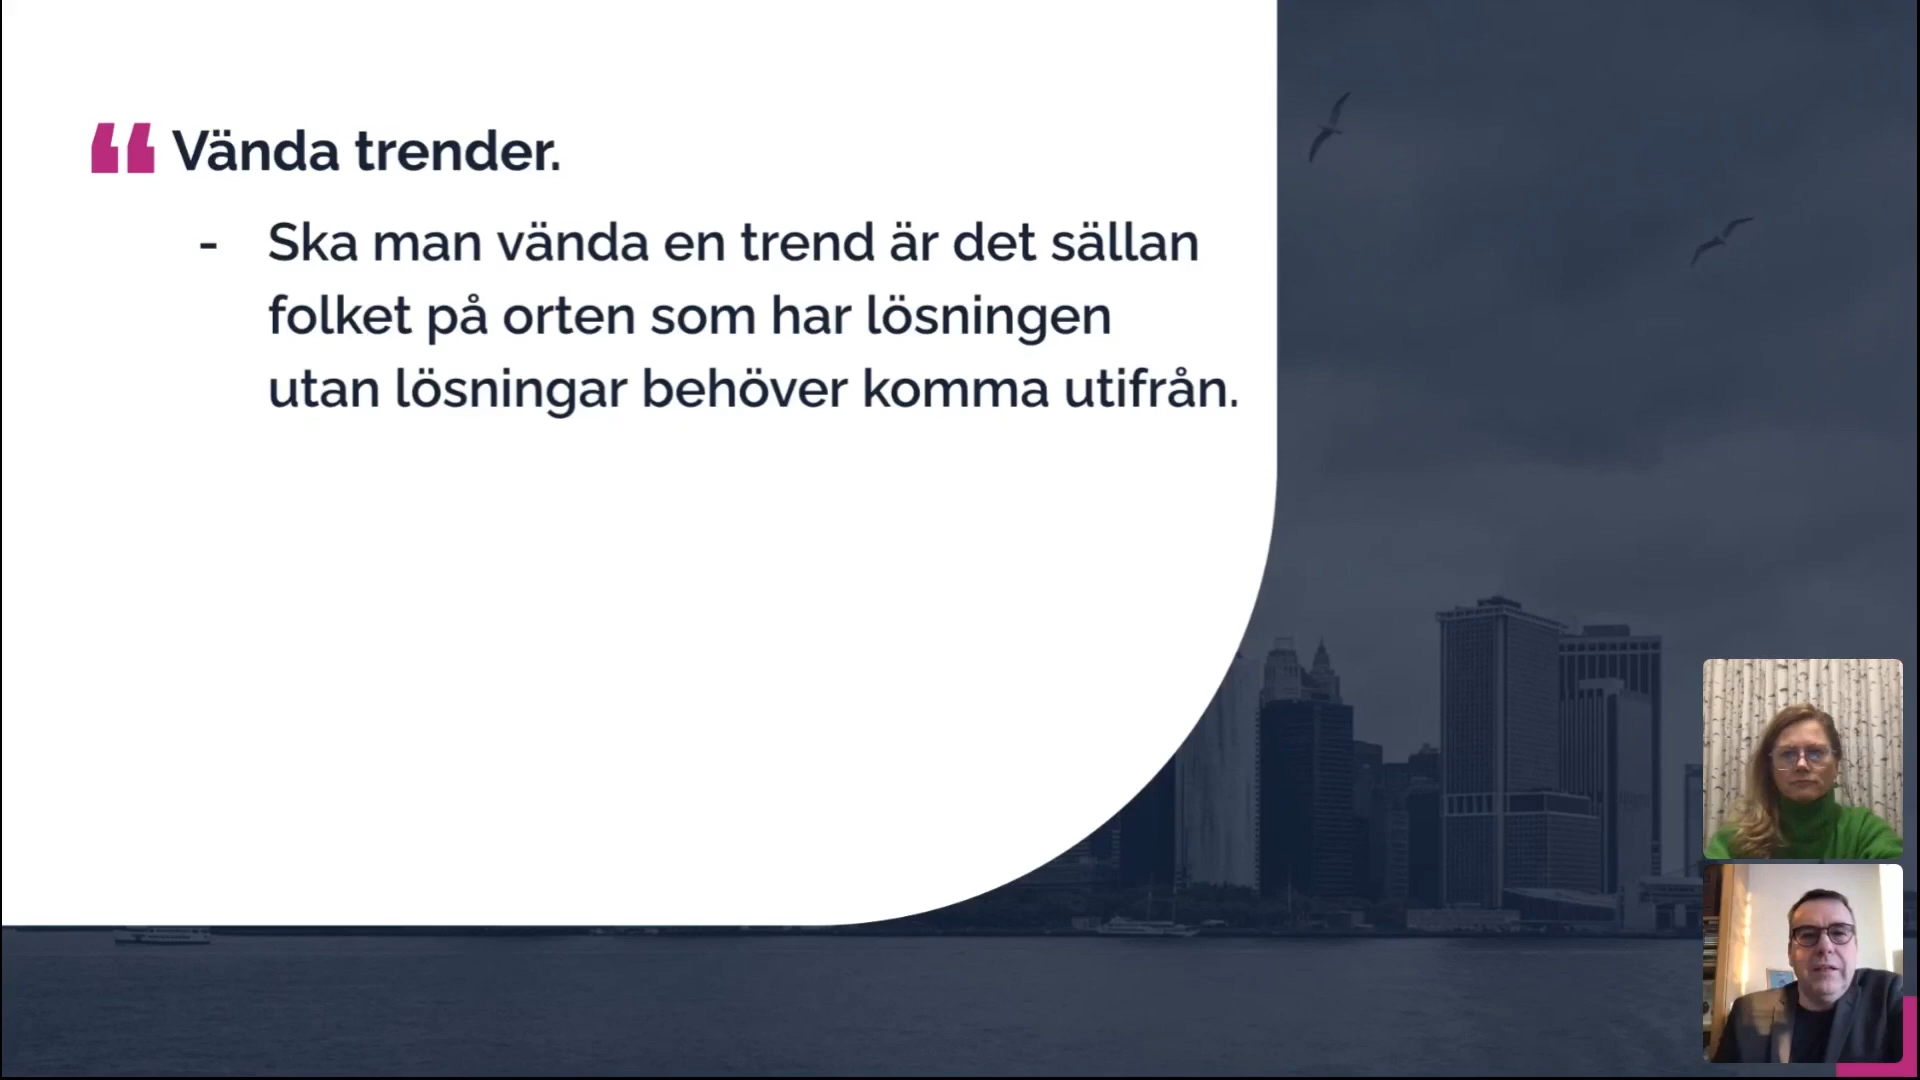 “ Vända trender.
- Ska man vända en trend är det sällan
folket på orten som har lösningen
utan lösningar behöver komma utifrån.